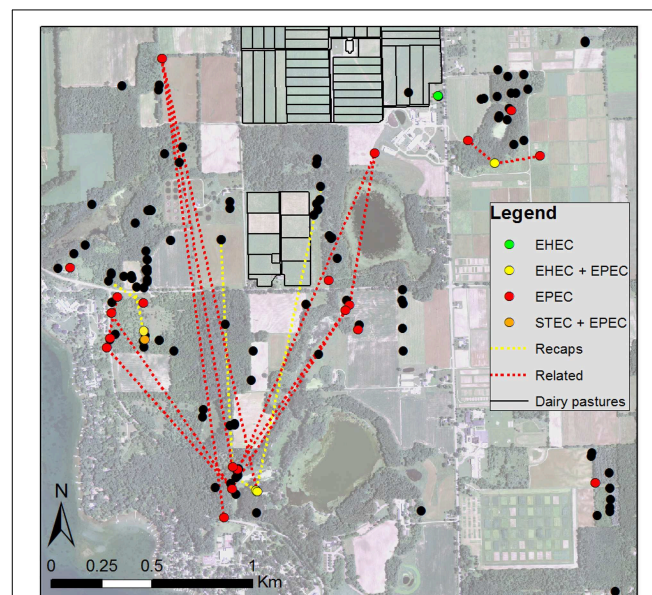 Legend
EHEC
EHEC + EPEC
EPEC
STEC + EPEC
Recaps
Related
Dairy pastures
N
0 0.25 0.5 1
Km